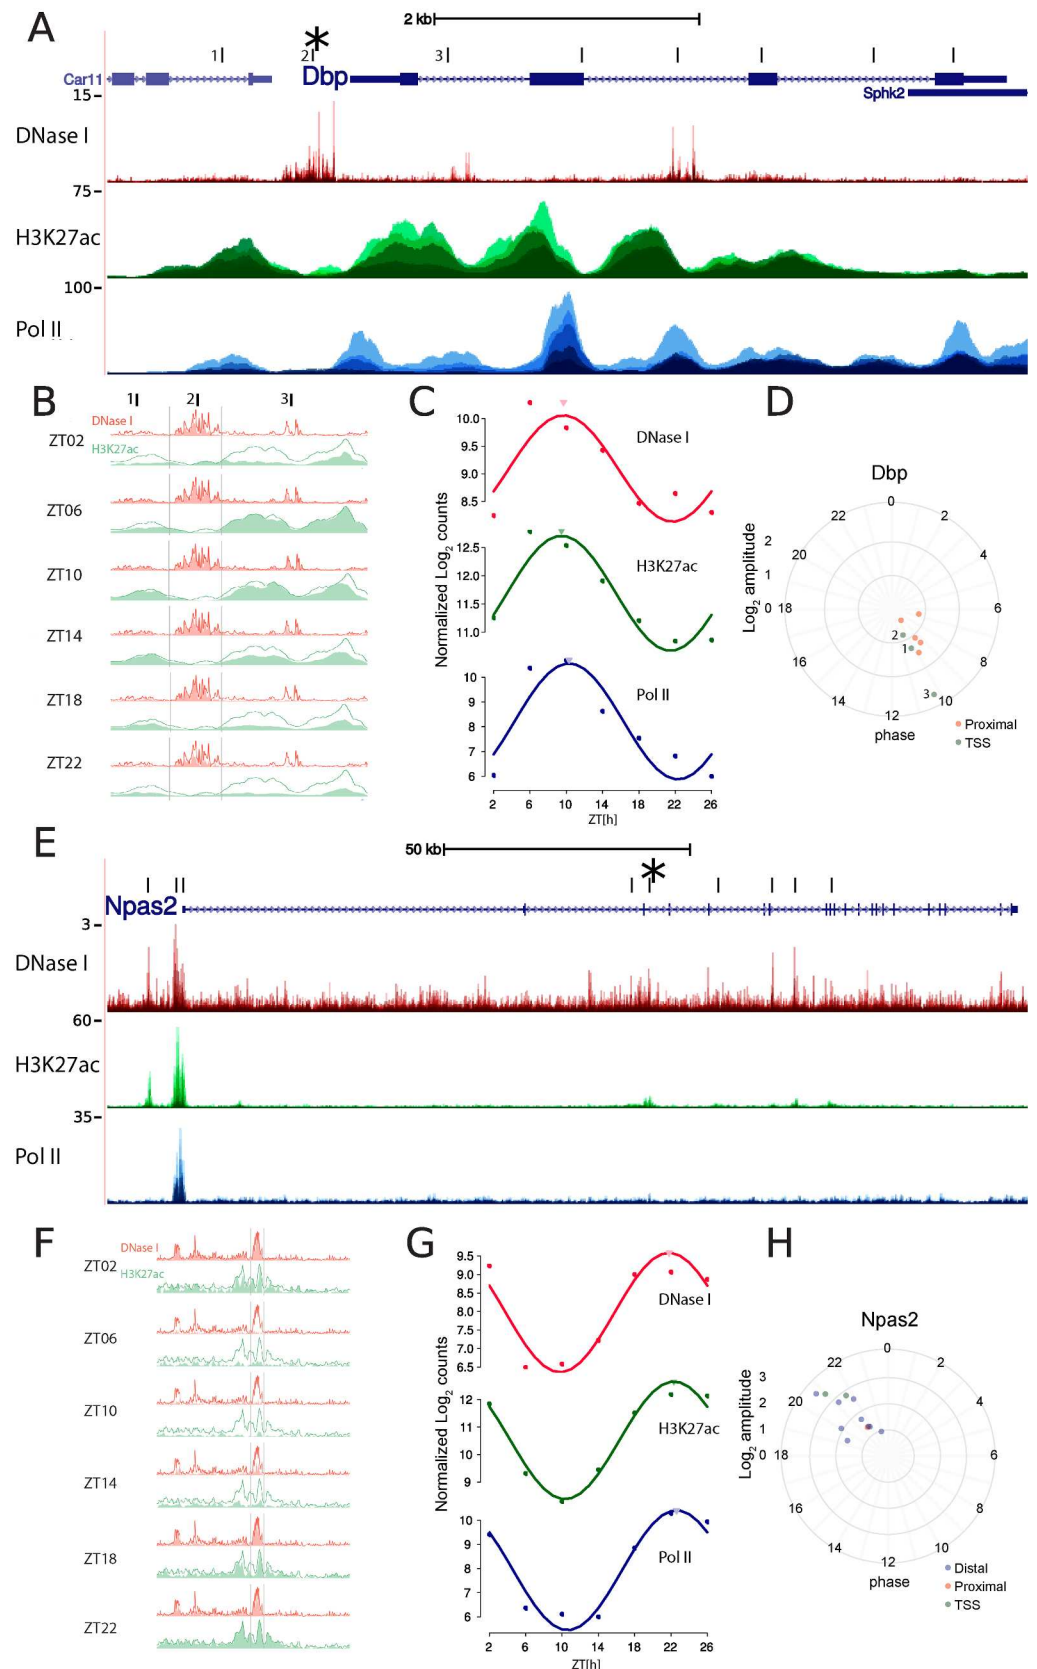 A
2 kb
*
1 2 3
Car11 Dbp
Sphk2
15
DNase I
75
H3K27ac
100
Pol II
B
1 2 3
DNase I
H3K27ac
ZT02
ZT06
ZT10
ZT14
ZT18
ZT22
C
Normalized Log2 counts
10.0
9.5
9.0
8.5
DNase I
12.5
12.0
11.5
11.0
H3K27ac
10
9
8
7
6
Pol II
2 6 10 14 18 22 26
ZT[h]
D
Dbp
Log2 amplitude
2
1
0
0
2
4
6
8
10
12
14
16
18
20
22
2
1
3
phase
Proximal
TSS
E
50 kb
*
Npas2
3
DNase I
60
H3K27ac
35
Pol II
F
DNase I
H3K27ac
ZT02
ZT06
ZT10
ZT14
ZT18
ZT22
G
Normalized Log2 counts
9.5
9.0
8.5
8.0
7.5
7.0
6.5
DNase I
12
11
10
9
H3K27ac
10
9
8
7
6
Pol II
2 6 10 14 18 22 26
ZT[h]
H
Npas2
Log2 amplitude
3
2
1
0
0
2
4
6
8
10
12
14
16
18
20
22
phase
Distal
Proximal
TSS